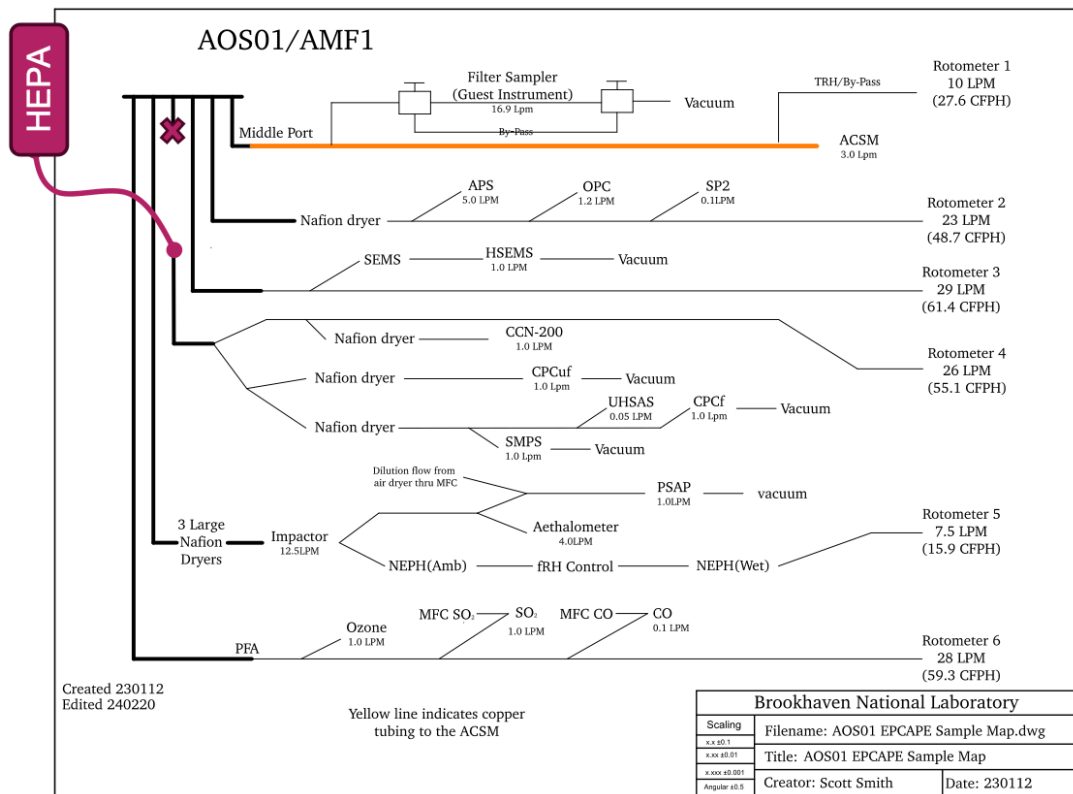 HEPA
AOS01/AMF1
Filter Sampler
(Guest Instrument)
16.9 Lpm
By-Pass
Vacuum
TRH/By-Pass
Rotometer 1
10 LPM
(27.6 CFPH)
Middle Port
ACSM
3.0 Lpm
Nafion dryer
APS
5.0 LPM
OPC
1.2 LPM
SP2
0.1LPM
Rotometer 2
23 LPM
(48.7 CFPH)
SEMS
HSEMS
1.0 LPM
Vacuum
Rotometer 3
29 LPM
(61.4 CFPH)
Nafion dryer
CCN-200
1.0 LPM
Rotometer 4
26 LPM
(55.1 CFPH)
Nafion dryer
CPCuf
1.0 Lpm
Vacuum
Nafion dryer
UHSAS
0.05 LPM
CPCf
1.0 Lpm
Vacuum
SMPS
1.0 Lpm
Vacuum
Dilution flow from
air dryer thru MFC
PSAP
1.0LPM
vacuum
3 Large
Nafion
Dryers
Impactor
12.5LPM
Aethalometer
4.0LPM
Rotometer 5
7.5 LPM
(15.9 CFPH)
NEPH(Amb)
fRH Control
NEPH(Wet)
PFA
Ozone
1.0 LPM
MFC SO₂
SO₂
1.0 LPM
MFC CO
CO
0.1 LPM
Rotometer 6
28 LPM
(59.3 CFPH)
Created 230112
Edited 240220
Yellow line indicates copper
tubing to the ACSM
Brookhaven National Laboratory
Scaling
x.x ±0.1
x.xx ±0.01
x.xxx ±0.001
Angular ±0.5
Filename: AOS01 EPCAPE Sample Map.dwg
Title: AOS01 EPCAPE Sample Map
Creator: Scott Smith
Date: 230112